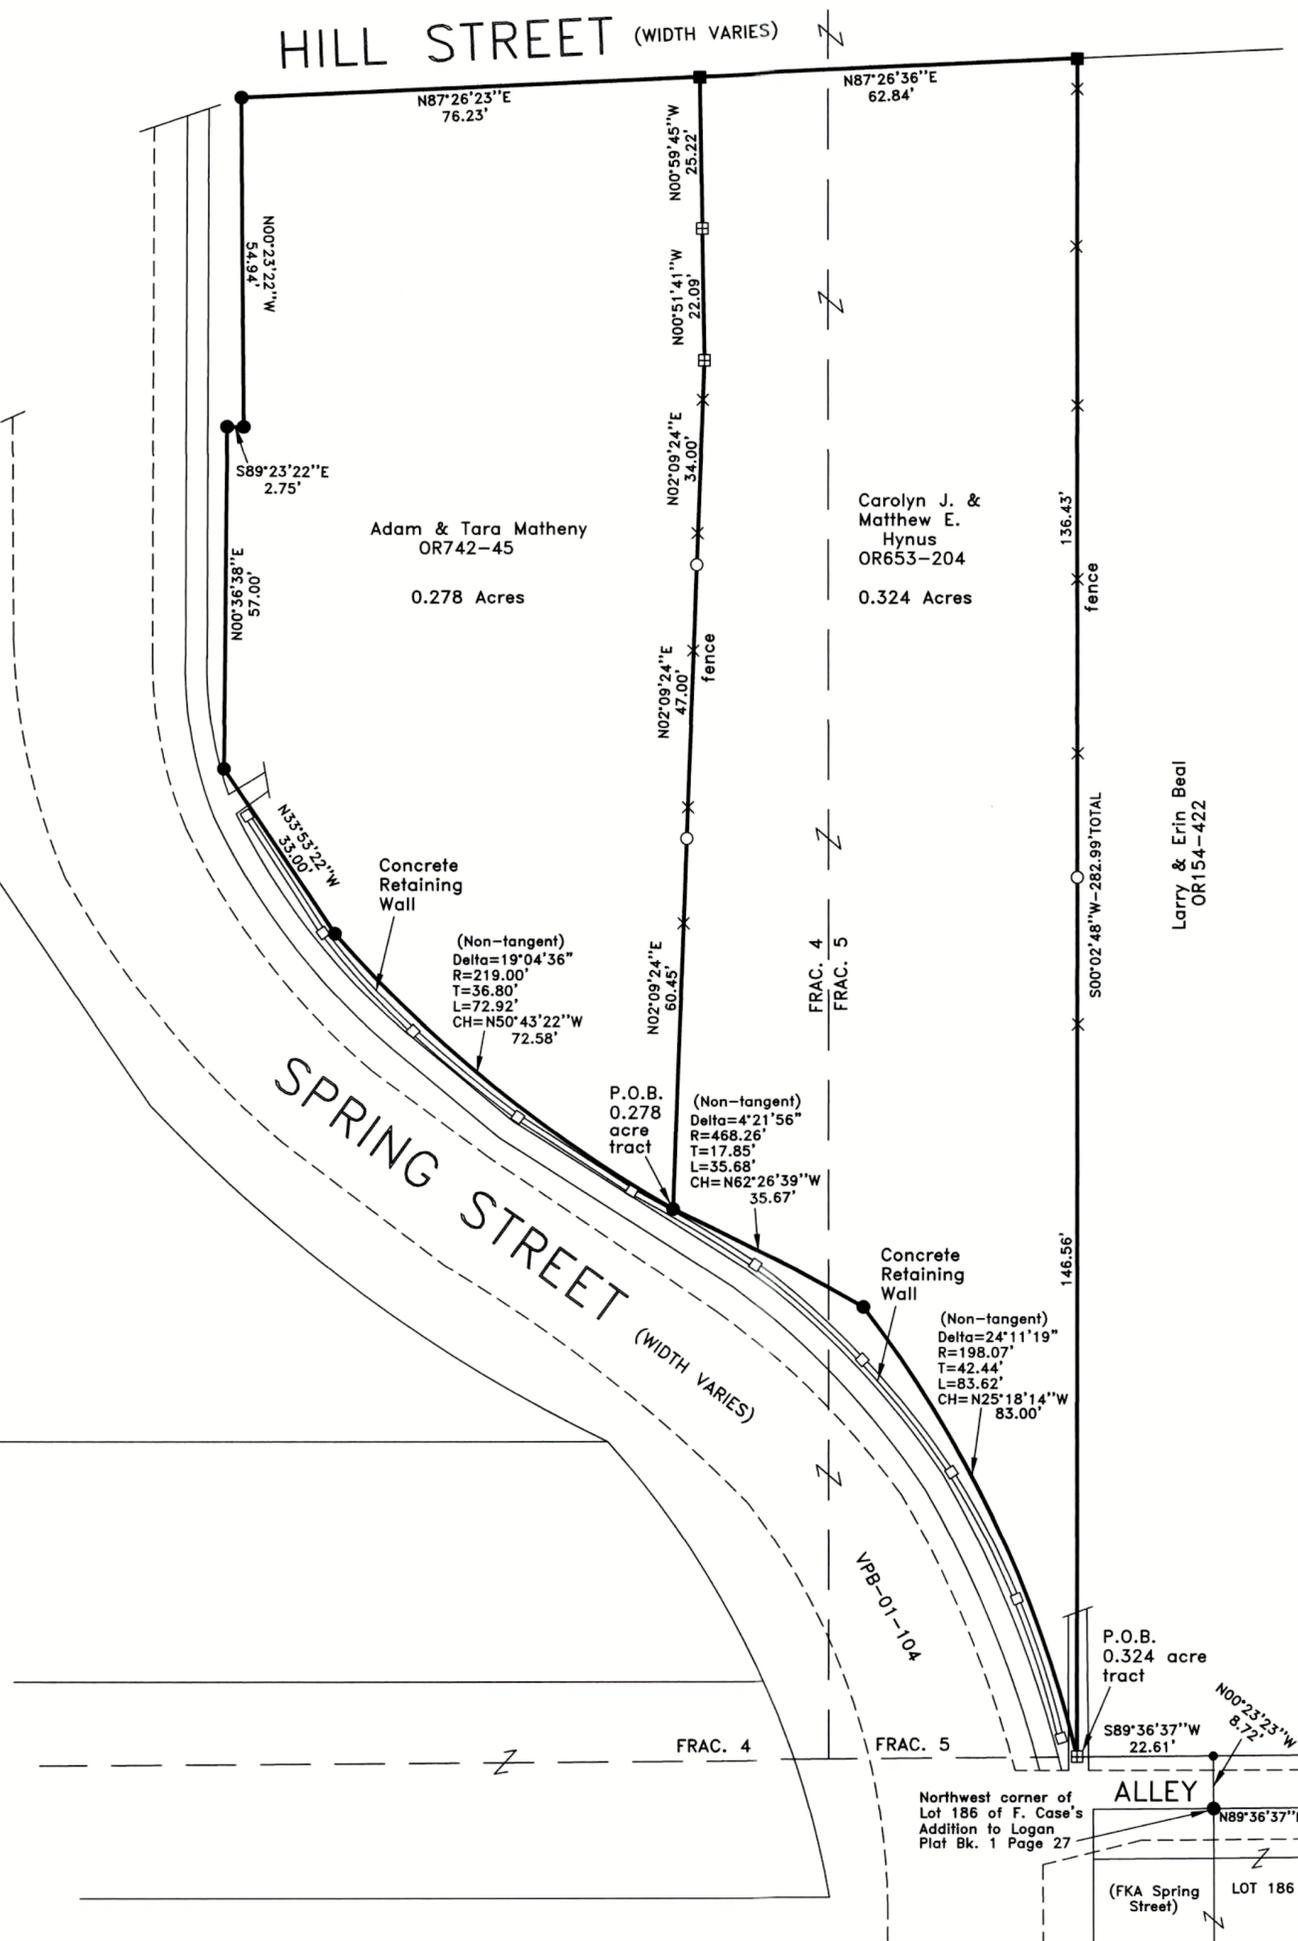 HILL STREET (WIDTH VARIES)
N87°26'23"E
76.23'
N87°26'36"E
62.84'
N00°59'45"W
25.22'
N00°23'22"W
54.94'
N00°51'41"W
22.09'
S89°23'22"E
2.75'
N02°09'24"E
34.00'
Adam & Tara Matheny
OR742-45
0.278 Acres
Carolyn J. &
Matthew E.
Hynus
OR653-204
0.324 Acres
136.43'
fence
N00°36'38"E
57.00'
N02°09'24"E
47.00'
fence
S00°02'48"W-282.99'TOTAL
Larry & Erin Beal
OR154-422
N33°53'22"W
33.00'
Concrete
Retaining
Wall
(Non-tangent)
Delta=19°04'36"
R=219.00'
T=36.80'
L=72.92'
CH=N50°43'22"W
72.58'
N02°09'24"E
60.45'
FRAC. 4
FRAC. 5
SPRING STREET (WIDTH VARIES)
P.O.B.
0.278
acre
tract
(Non-tangent)
Delta=4°21'56"
R=468.26'
T=17.85'
L=35.68'
CH=N62°26'39"W
35.67'
146.56'
Concrete
Retaining
Wall
(Non-tangent)
Delta=24°11'19"
R=198.07'
T=42.44'
L=83.62'
CH=N25°18'14"W
83.00'
VPB-01-104
P.O.B.
0.324 acre
tract
N00°23'23"W
8.72'
S89°36'37"W
22.61'
FRAC. 4
FRAC. 5
ALLEY
Northwest corner of
Lot 186 of F. Case's
Addition to Logan
Plat Bk. 1 Page 27
N89°36'37"
(FKA Spring
Street)
LOT 186